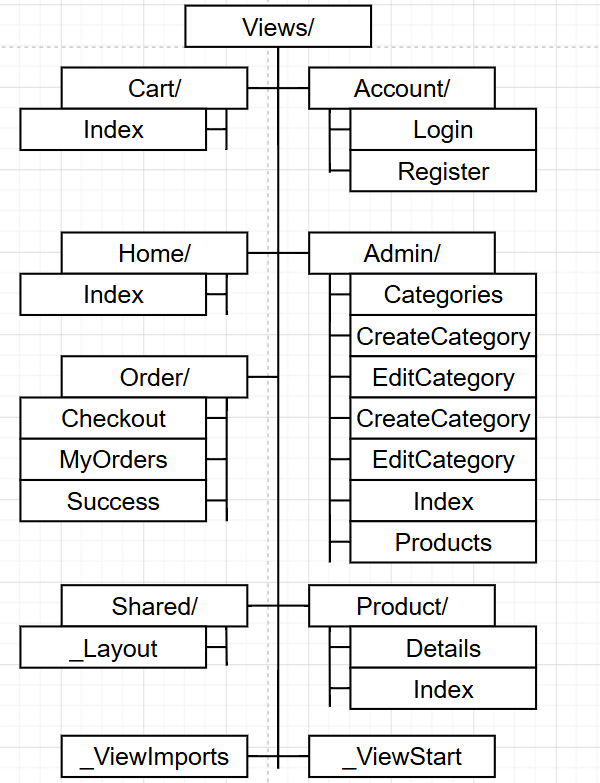 Views/
Cart/
Index
Account/
Login
Register
Home/
Index
Admin/
Categories
CreateCategory
EditCategory
CreateCategory
EditCategory
Index
Products
Order/
Checkout
MyOrders
Success
Shared/
_Layout
Product/
Details
Index
_ViewImports
_ViewStart